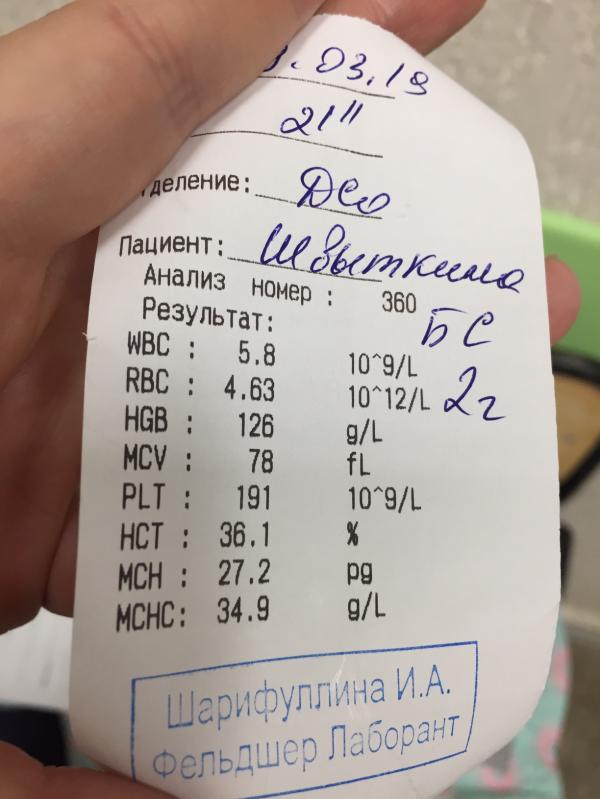 3.03.19
21"
деление: ДСО
Пациент: Швыткина
Анализ номер : 360
Результат: БС
WBC : 5.8 10^9/L
RBC : 4.63 10^12/L 2г
HGB : 126 g/L
MCV : 78 fL
PLT : 191 10^9/L
HCT : 36.1 %
MCH : 27.2 pg
MCHC: 34.9 g/L
Шарифуллина И.А.
Фельдшер Лаборант